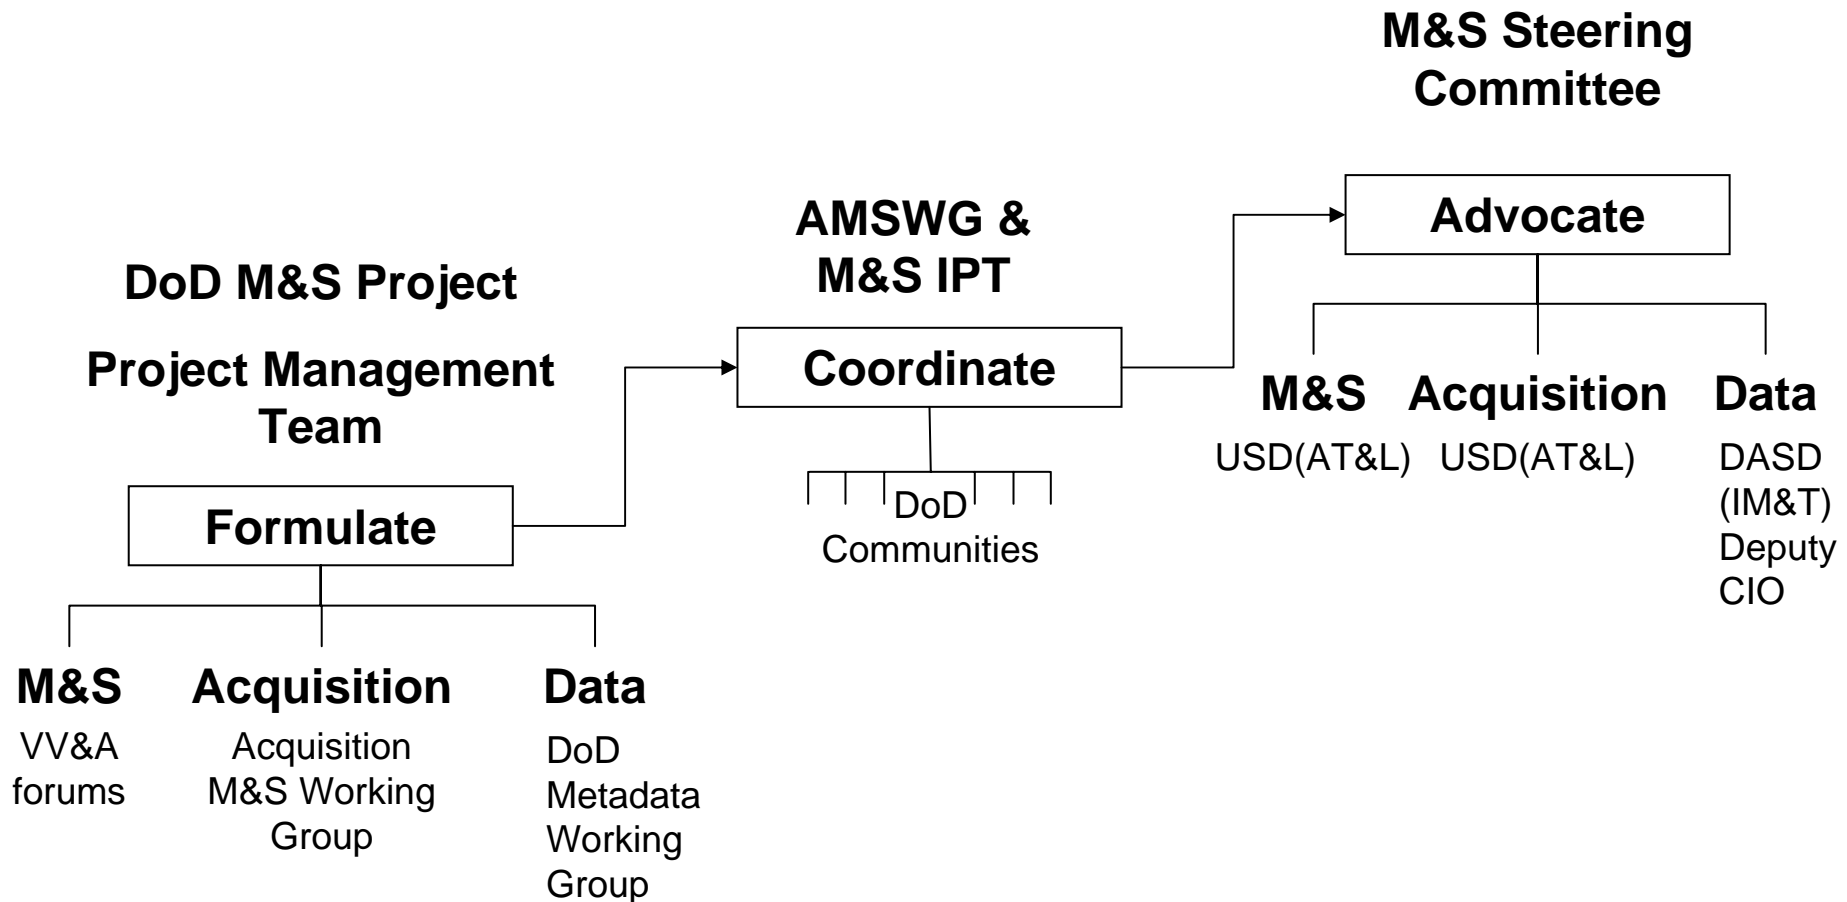 M&S Steering
Committee
Advocate
M&S
Acquisition
Data
USD(AT&L)
USD(AT&L)
DASD
(IM&T)
Deputy
CIO
AMSWG &
M&S IPT
Coordinate
DoD
Communities
DoD M&S Project
Project Management
Team
Formulate
M&S
Acquisition
Data
VV&A
forums
Acquisition
M&S Working
Group
DoD
Metadata
Working
Group